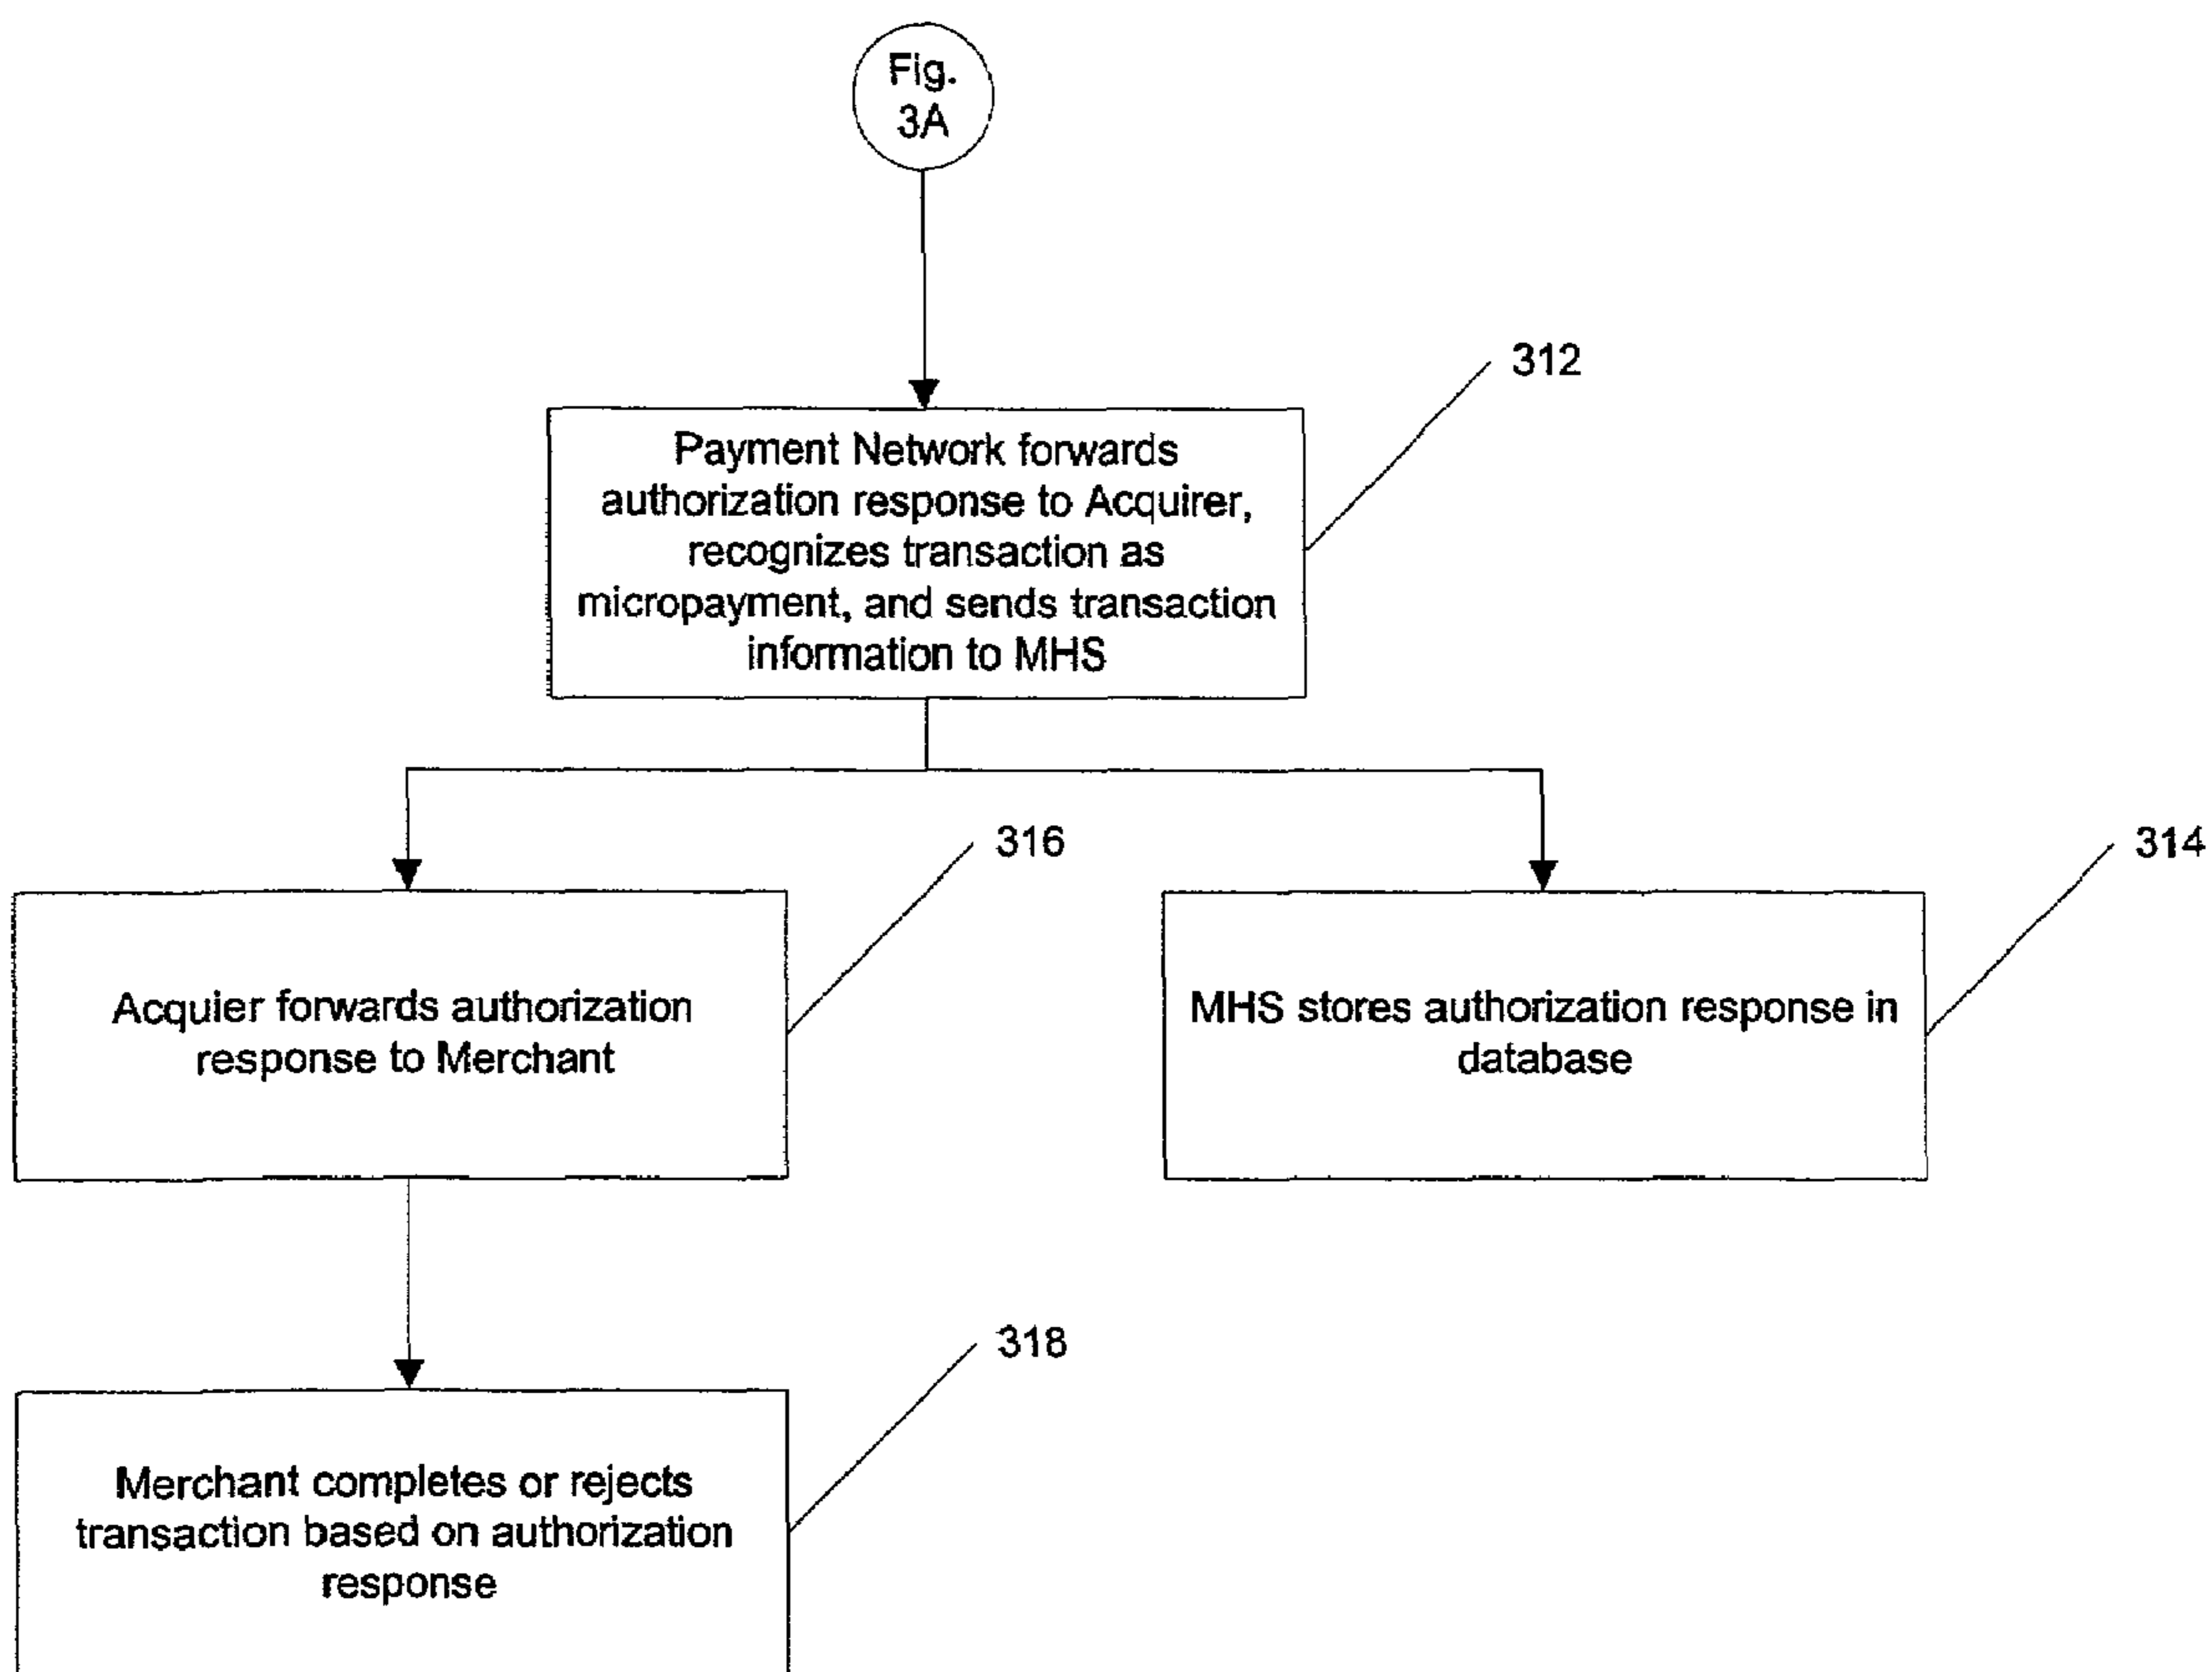 Fig.
3A
312
Payment Network forwards
authorization response to Acquirer,
recognizes transaction as
micropayment, and sends transaction
information to MHS
316
314
Acquier forwards authorization
response to Merchant
MHS stores authorization response in
database
318
Merchant completes or rejects
transaction based on authorization
response